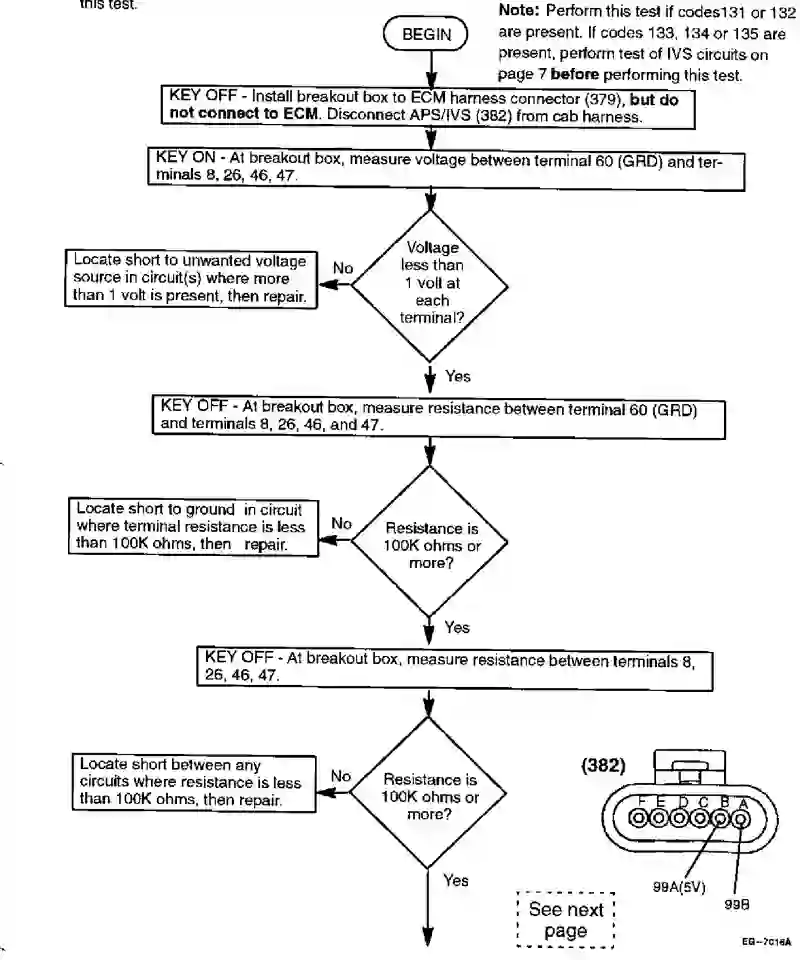 this test.
Note: Perform this test if codes131 or 132
are present. If codes 133, 134 or 135 are
present, perform test of IVS circuits on
page 7 before performing this test.
BEGIN
KEY OFF - Install breakout box to ECM harness connector (379), but do
not connect to ECM. Disconnect APS/IVS (382) from cab harness.
KEY ON - At breakout box, measure voltage between terminal 60 (GRD) and ter-
minals 8, 26, 46, 47.
Voltage
less than
1 volt at
each
terminal?
No
Locate short to unwanted voltage
source in circuit(s) where more
than 1 volt is present, then repair.
Yes
KEY OFF - At breakout box, measure resistance between terminal 60 (GRD)
and terminals 8, 26, 46, and 47.
Resistance is
100K ohms or
more?
No
Locate short to ground in circuit
where terminal resistance is less
than 100K ohms, then repair.
Yes
KEY OFF - At breakout box, measure resistance between terminals 8,
26, 46, 47.
Resistance is
100K ohms or
more?
No
Locate short between any
circuits where resistance is less
than 100K ohms, then repair.
Yes
(382)
F E D C B A
99A(5V)
99B
See next
page
EG--7C16A